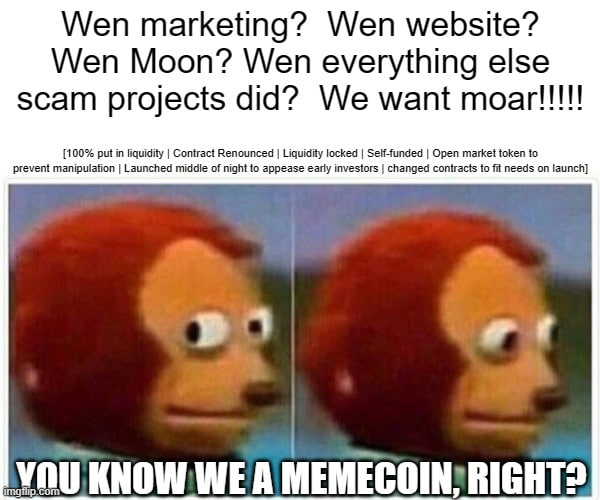 Wen marketing?  Wen website?
Wen Moon? Wen everything else
scam projects did?  We want moar!!!!!
[100% put in liquidity | Contract Renounced | Liquidity locked | Self-funded | Open market token to
prevent manipulation | Launched middle of night to appease early investors | changed contracts to fit needs on launch]
YOU KNOW WE A MEMECOIN, RIGHT?
imgflip.com